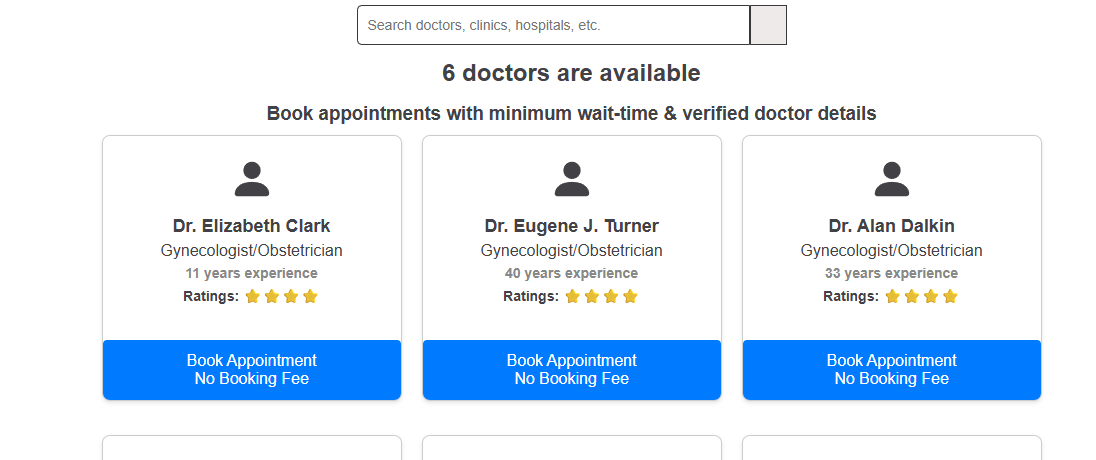 Search doctors, clinics, hospitals, etc.
6 doctors are available
Book appointments with minimum wait-time & verified doctor details
Dr. Elizabeth Clark
Gynecologist/Obstetrician
11 years experience
Ratings:
Book Appointment
No Booking Fee
Dr. Eugene J. Turner
Gynecologist/Obstetrician
40 years experience
Ratings:
Book Appointment
No Booking Fee
Dr. Alan Dalkin
Gynecologist/Obstetrician
33 years experience
Ratings:
Book Appointment
No Booking Fee